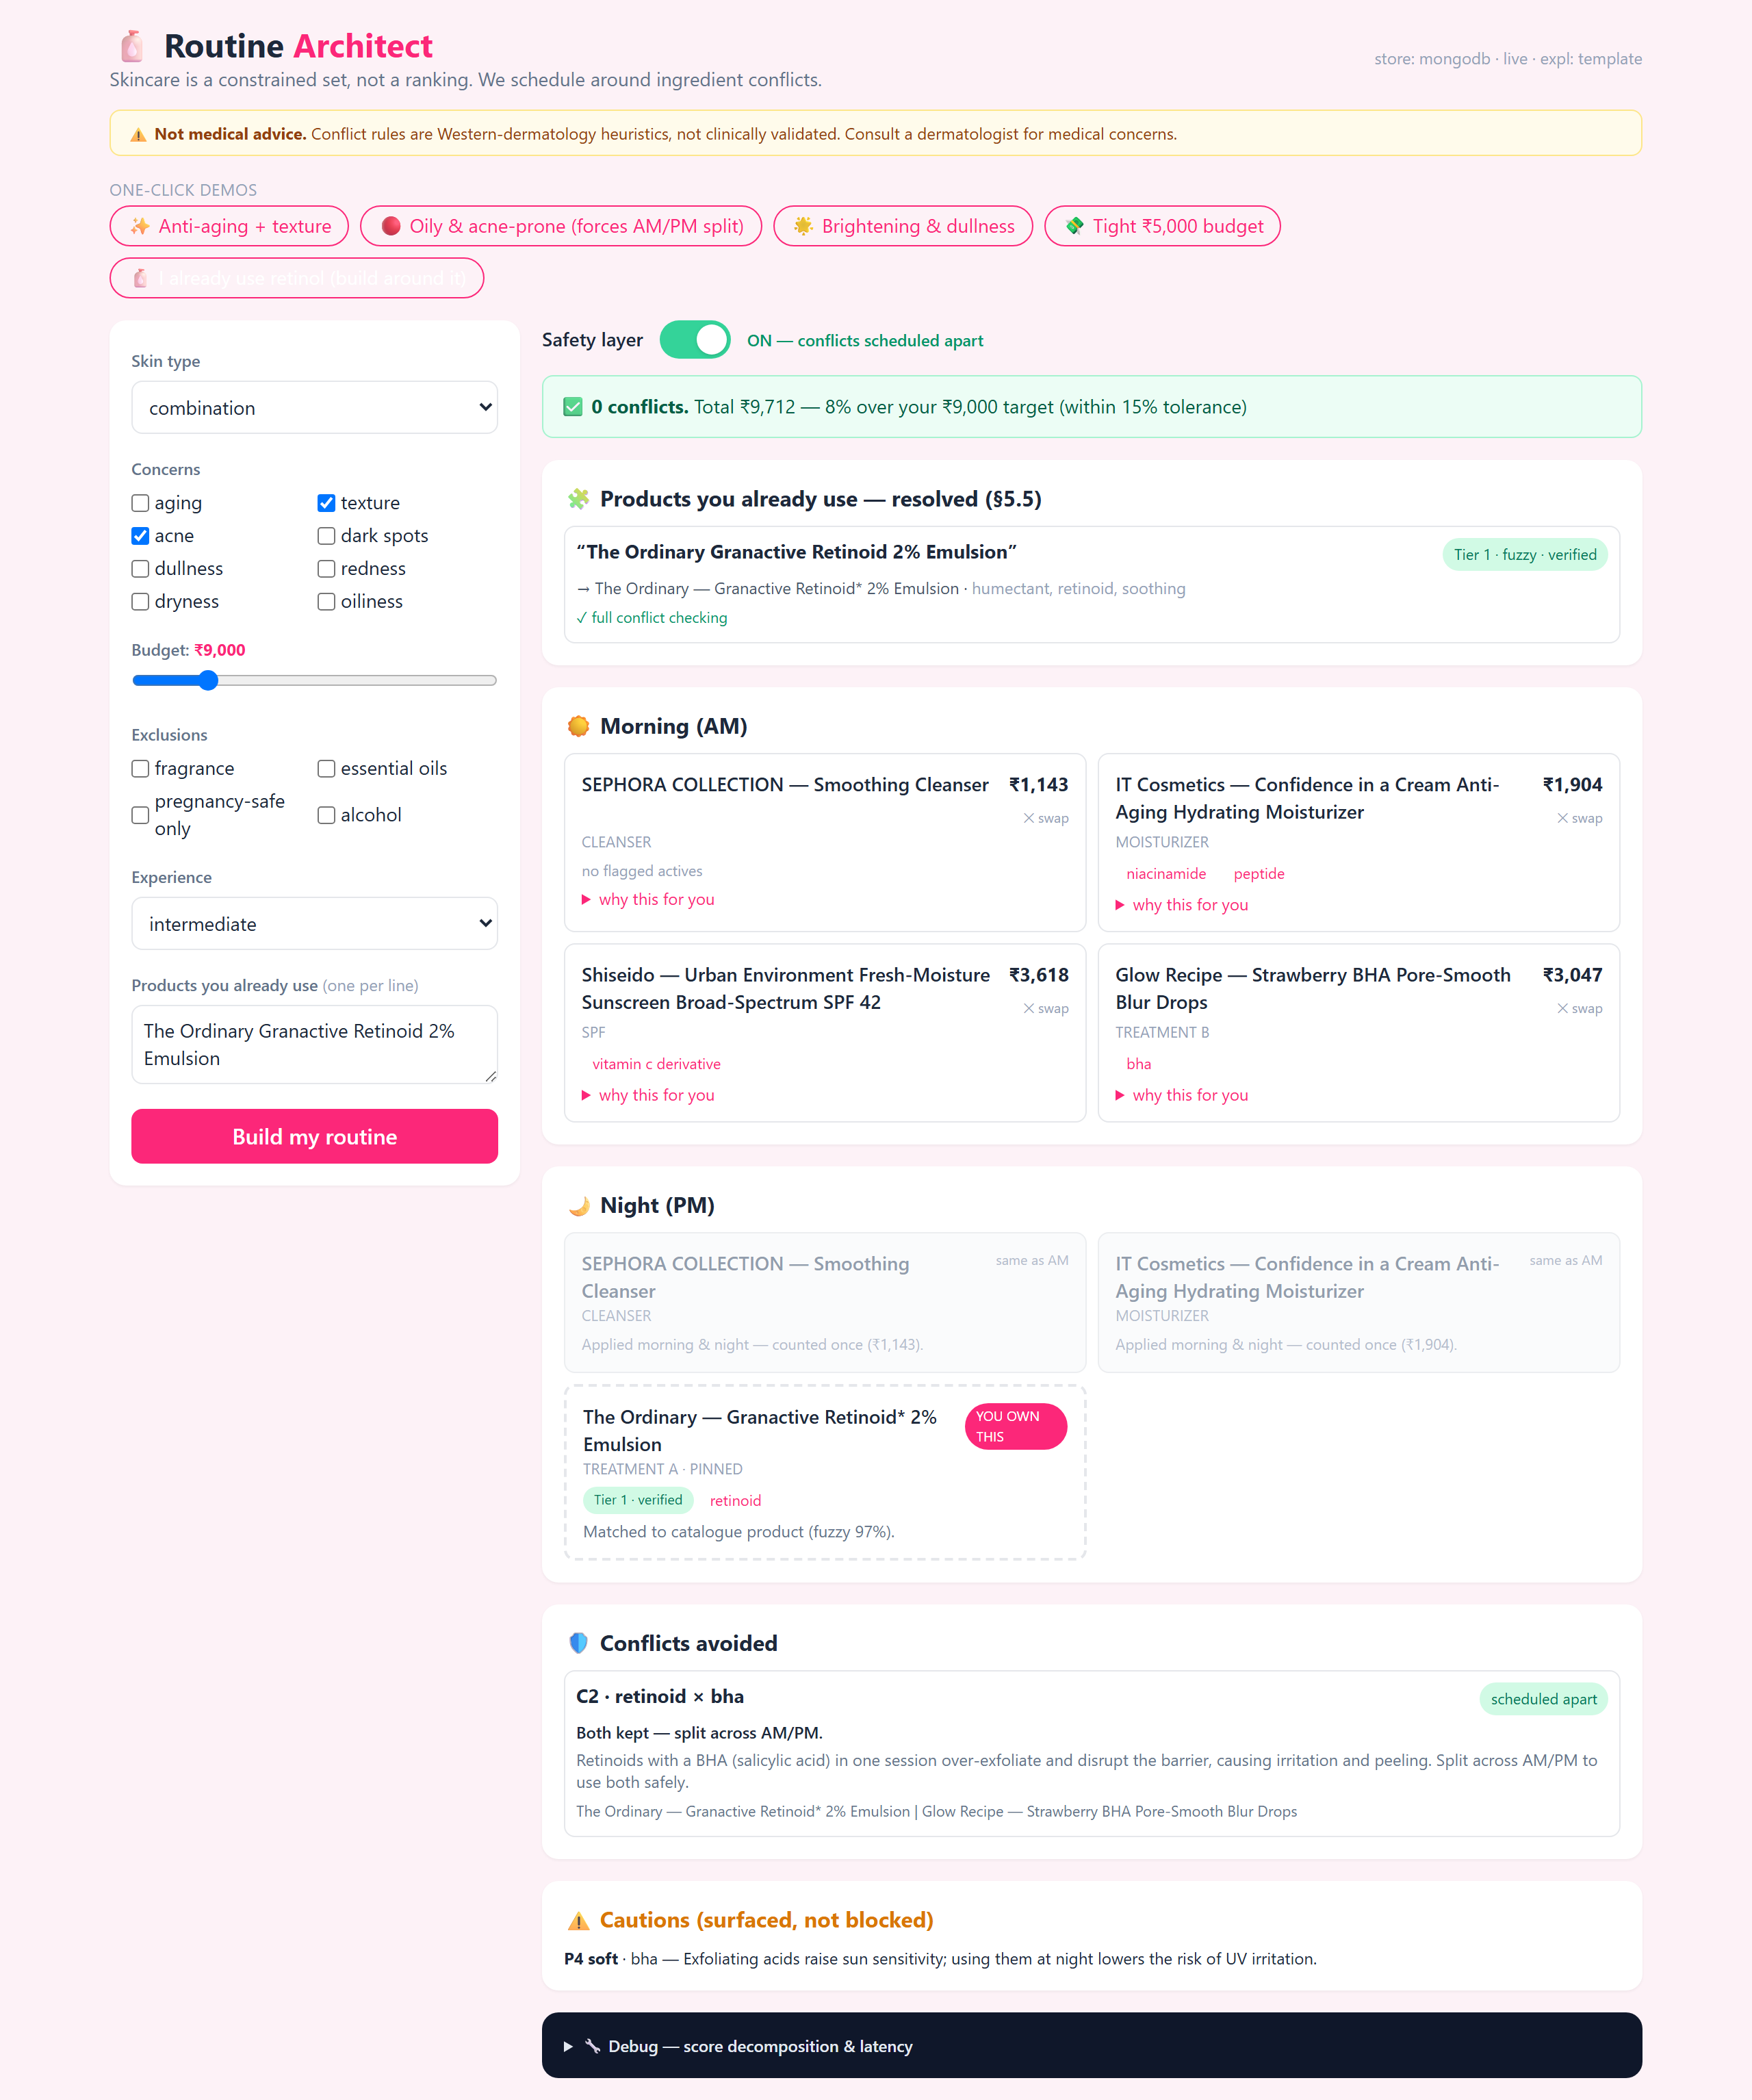 Routine Architect
store: mongodb · live · expl: template
Skincare is a constrained set, not a ranking. We schedule around ingredient conflicts.
⚠️ Not medical advice. Conflict rules are Western-dermatology heuristics, not clinically validated. Consult a dermatologist for medical concerns.
ONE-CLICK DEMOS
✨ Anti-aging + texture
🔴 Oily & acne-prone (forces AM/PM split)
🌟 Brightening & dullness
💸 Tight ₹5,000 budget
🧴 I already use retinol (build around it)
Skin type
combination
Concerns
aging
texture
acne
dark spots
dullness
redness
dryness
oiliness
Budget: ₹9,000
Exclusions
fragrance
essential oils
pregnancy-safe
only
alcohol
Experience
intermediate
Products you already use (one per line)
The Ordinary Granactive Retinoid 2%
Emulsion
Build my routine
Safety layer
ON — conflicts scheduled apart
✅ 0 conflicts. Total ₹9,712 — 8% over your ₹9,000 target (within 15% tolerance)
🧩 Products you already use — resolved (§5.5)
“The Ordinary Granactive Retinoid 2% Emulsion”
Tier 1 · fuzzy · verified
→ The Ordinary — Granactive Retinoid* 2% Emulsion · humectant, retinoid, soothing
✓ full conflict checking
🌞 Morning (AM)
SEPHORA COLLECTION — Smoothing Cleanser
₹1,143
✕ swap
CLEANSER
no flagged actives
▶ why this for you
IT Cosmetics — Confidence in a Cream Anti-
Aging Hydrating Moisturizer
₹1,904
✕ swap
MOISTURIZER
niacinamide
peptide
▶ why this for you
Shiseido — Urban Environment Fresh-Moisture
Sunscreen Broad-Spectrum SPF 42
₹3,618
✕ swap
SPF
vitamin c derivative
▶ why this for you
Glow Recipe — Strawberry BHA Pore-Smooth
Blur Drops
₹3,047
✕ swap
TREATMENT B
bha
▶ why this for you
🌙 Night (PM)
SEPHORA COLLECTION — Smoothing
Cleanser
same as AM
CLEANSER
Applied morning & night — counted once (₹1,143).
IT Cosmetics — Confidence in a Cream Anti-
Aging Hydrating Moisturizer
same as AM
MOISTURIZER
Applied morning & night — counted once (₹1,904).
The Ordinary — Granactive Retinoid* 2%
Emulsion
YOU OWN
THIS
TREATMENT A · PINNED
Tier 1 · verified
retinoid
Matched to catalogue product (fuzzy 97%).
🛡️ Conflicts avoided
C2 · retinoid × bha
scheduled apart
Both kept — split across AM/PM.
Retinoids with a BHA (salicylic acid) in one session over-exfoliate and disrupt the barrier, causing irritation and peeling. Split across AM/PM to
use both safely.
The Ordinary — Granactive Retinoid* 2% Emulsion | Glow Recipe — Strawberry BHA Pore-Smooth Blur Drops
⚠️ Cautions (surfaced, not blocked)
P4 soft · bha — Exfoliating acids raise sun sensitivity; using them at night lowers the risk of UV irritation.
▶ 🔧 Debug — score decomposition & latency